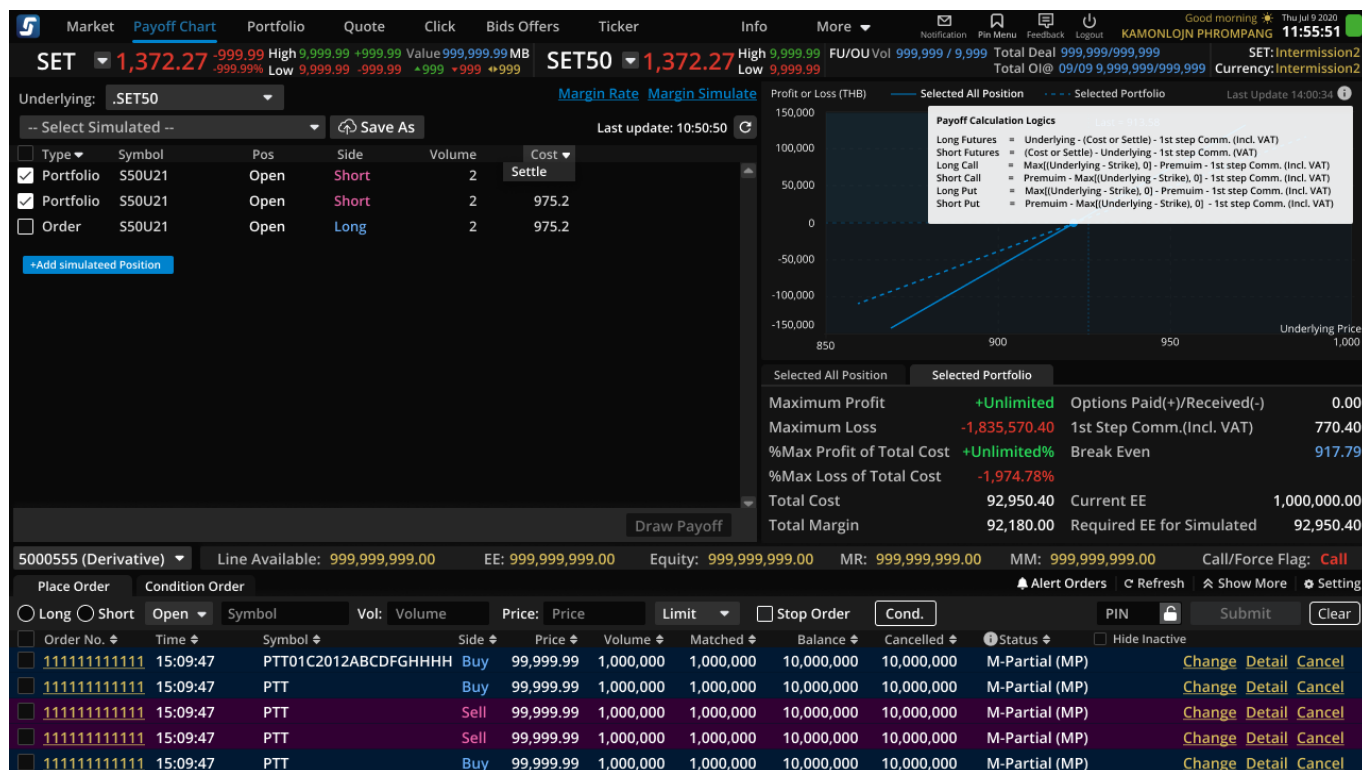 Market Payoff Chart Portfolio Quote Click Bids Offers Ticker Info More Notification Pin Menu Feedback Logout Good morning Thu Jul 9 2020
KAMONLOJN PHROMPANG 11:55:51
SET 1,372.27 -999.99 -999.99% High 9,999.99 +999.99 Value 999,999.99 MB SET50 1,372.27 High 9,999.99 FU/OU Vol 999,999 / 9,999 Total Deal 999,999/999,999 SET: Intermission2
Low 9,999.99 -999.99 999 999 999 Low 9,999.99 Total OI@ 09/09 9,999,999/999,999 Currency: Intermission2
Underlying: .SET50 Margin Rate Margin Simulate
-- Select Simulated -- Save As Last update: 10:50:50
Type Symbol Pos Side Volume Cost
Settle
Portfolio S50U21 Open Short 2
Portfolio S50U21 Open Short 2 975.2
Order S50U21 Open Long 2 975.2
+Add simulateed Position
Draw Payoff
Profit or Loss (THB) Selected All Position Selected Portfolio Last Update 14:00:34
150,000
100,000
50,000
0
-50,000
-100,000
-150,000
Payoff Calculation Logics
Long Futures = Underlying - (Cost or Settle) - 1st step Comm. (Incl. VAT)
Short Futures = (Cost or Settle) - Underlying - 1st step Comm. (VAT)
Long Call = Max[(Underlying - Strike), 0] - Premuim - 1st step Comm. (Incl. VAT)
Short Call = Premuim - Max[(Underlying - Strike), 0] - 1st step Comm. (Incl. VAT)
Long Put = Max[(Underlying - Strike), 0] - Premuim - 1st step Comm. (Incl. VAT)
Short Put = Premuim - Max[(Underlying - Strike), 0] - 1st step Comm. (Incl. VAT)
Underlying Price
850 900 950 1,000
Selected All Position Selected Portfolio
Maximum Profit +Unlimited Options Paid(+)/Received(-) 0.00
Maximum Loss -1,835,570.40 1st Step Comm.(Incl. VAT) 770.40
%Max Profit of Total Cost +Unlimited% Break Even 917.79
%Max Loss of Total Cost -1,974.78%
Total Cost 92,950.40 Current EE 1,000,000.00
Total Margin 92,180.00 Required EE for Simulated 92,950.40
5000555 (Derivative) Line Available: 999,999,999.00 EE: 999,999,999.00 Equity: 999,999,999.00 MR: 999,999,999.00 MM: 999,999,999.00 Call/Force Flag: Call
Place Order Condition Order Alert Orders Refresh Show More Setting
Long Short Open Symbol Vol: Volume Price: Price Limit Stop Order Cond. PIN Submit Clear
Order No. Time Symbol Side Price Volume Matched Balance Cancelled Status Hide Inactive
111111111111 15:09:47 PTT01C2012ABCDFGHHHH Buy 99,999.99 1,000,000 1,000,000 10,000,000 10,000,000 M-Partial (MP) Change Detail Cancel
111111111111 15:09:47 PTT Buy 99,999.99 1,000,000 1,000,000 10,000,000 10,000,000 M-Partial (MP) Change Detail Cancel
111111111111 15:09:47 PTT Sell 99,999.99 1,000,000 1,000,000 10,000,000 10,000,000 M-Partial (MP) Change Detail Cancel
111111111111 15:09:47 PTT Sell 99,999.99 1,000,000 1,000,000 10,000,000 10,000,000 M-Partial (MP) Change Detail Cancel
111111111111 15:09:47 PTT Buy 99,999.99 1,000,000 1,000,000 10,000,000 10,000,000 M-Partial (MP) Change Detail Cancel